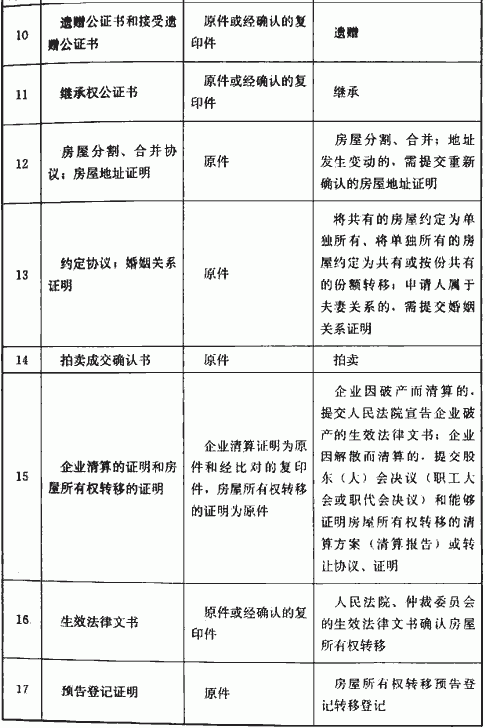 10
遗赠公证书和接受遗
赠公证书
原件或经确认的复
印件
遗赠
11
继承权公证书
原件或经确认的复
印件
继承
12
房屋分割、合并协
议；房屋地址证明
原件
房屋分割、合并；地址
发生变动的，需提交重新
确认的房屋地址证明
13
约定协议；婚姻关系
证明
原件
将共有的房屋约定为单
独所有、将单独所有的房
屋约定为共有或按份共有
的份额转移；申请人属于
夫妻关系的，需提交婚姻
关系证明
14
拍卖成交确认书
原件
拍卖
15
企业清算的证明和房
屋所有权转移的证明
企业清算证明为原
件和经比对的复印
件，房屋所有权转移
的证明为原件
企业因破产而清算的，
提交人民法院宣告企业破
产的生效法律文书；企业
因解散而清算的，提交股
东（大）会决议（职工大
会或职代会决议）和能够
证明房屋所有权转移的清
算方案（清算报告）或转
让协议、证明
16
生效法律文书
原件或经确认的复
印件
人民法院、仲裁委员会
的生效法律文书确认房屋
所有权转移
17
预告登记证明
原件
房屋所有权转移预告登
记转移登记